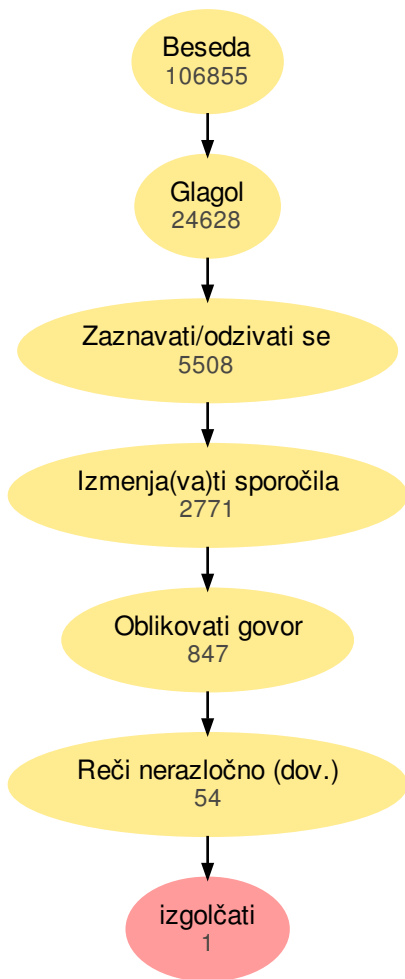 Beseda
106855
Glagol
24628
Zaznavati/odzivati se
5508
Izmenja(va)ti sporočila
2771
Oblikovati govor
847
Reči nerazločno (dov.)
54
izgolčati
1